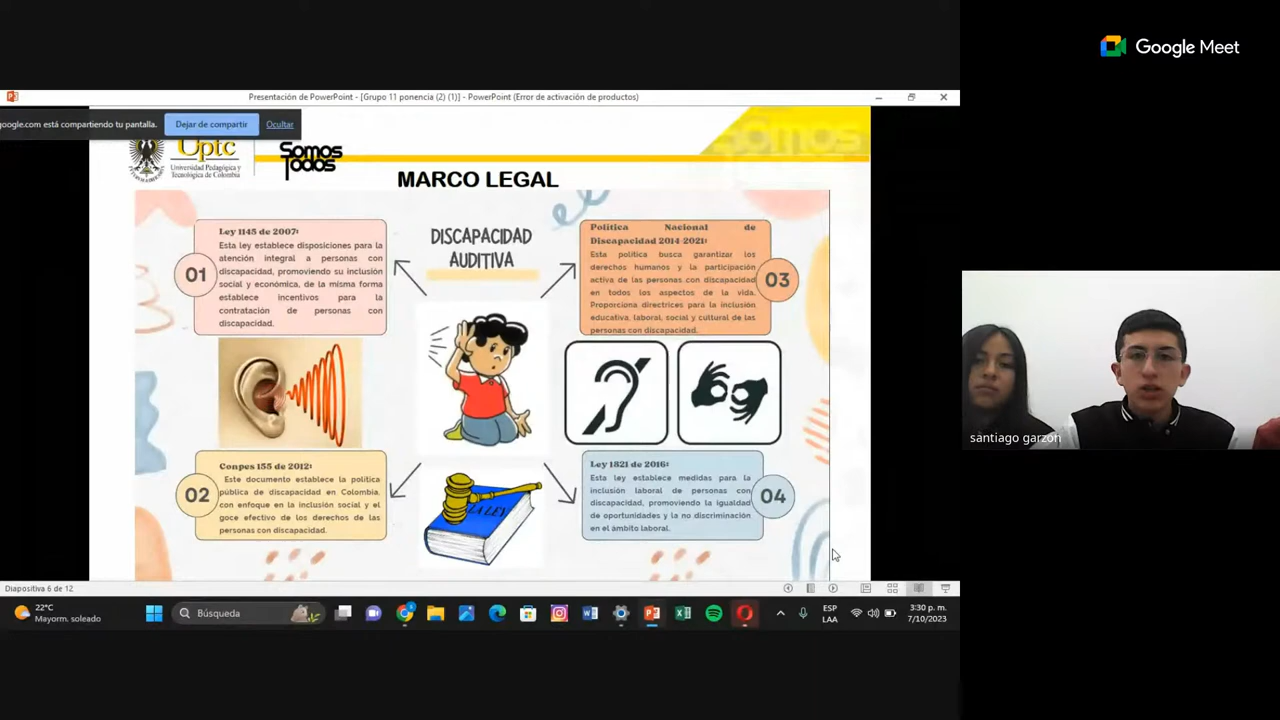 Google Meet
Presentación de PowerPoint - [Grupo 11 ponencia (2) (1)] - PowerPoint (Error de activación de productos)
google.com está compartiendo tu pantalla.
Dejar de compartir
Ocultar
Uptc
Universidad Pedagógica y
Tecnológica de Colombia
Somos
Todos
Somos
MARCO LEGAL
DISCAPACIDAD
AUDITIVA
01
Ley 1145 de 2007:
Esta ley establece disposiciones para la
atención integral a personas con
discapacidad, promoviendo su inclusión
social y económica, de la misma forma
establece incentivos para la
contratación de personas con
discapacidad.
Política Nacional de
Discapacidad 2014-2021:
Esta política busca garantizar los
derechos humanos y la participación
activa de las personas con discapacidad
en todos los aspectos de la vida.
Proporciona directrices para la inclusión
educativa, laboral, social y cultural de las
personas con discapacidad.
03
02
Conpes 155 de 2012:
Este documento establece la política
pública de discapacidad en Colombia,
con enfoque en la inclusión social y el
goce efectivo de los derechos de las
personas con discapacidad.
LA LEY
Ley 1821 de 2016:
Esta ley establece medidas para la
inclusión laboral de personas con
discapacidad, promoviendo la igualdad
de oportunidades y la no discriminación
en el ámbito laboral.
04
santiago garzon
Diapositiva 6 de 12
22°C
Mayorm. soleado
Búsqueda
ESP
LAA
3:30 p. m.
7/10/2023